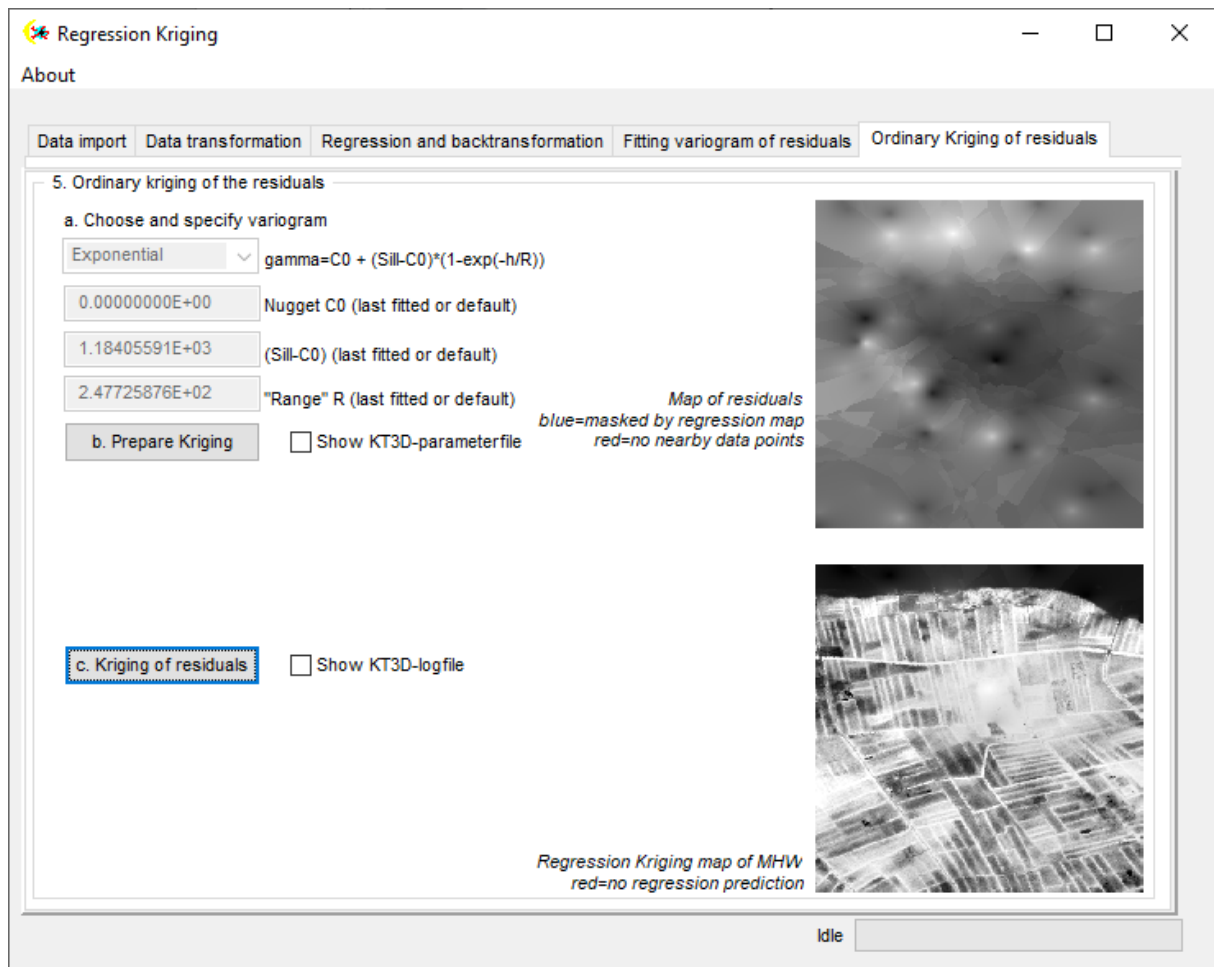 Regression Kriging
About
Data import Data transformation Regression and backtransformation Fitting variogram of residuals Ordinary Kriging of residuals
5. Ordinary kriging of the residuals
a. Choose and specify variogram
Exponential gamma=C0 + (Sill-C0)*(1-exp(-h/R))
0.00000000E+00 Nugget C0 (last fitted or default)
1.18405591E+03 (Sill-C0) (last fitted or default)
2.47725876E+02 "Range" R (last fitted or default)
Map of residuals
blue=masked by regression map
red=no nearby data points
b. Prepare Kriging Show KT3D-parameterfile
c. Kriging of residuals Show KT3D-logfile
Regression Kriging map of MHW
red=no regression prediction
Idle